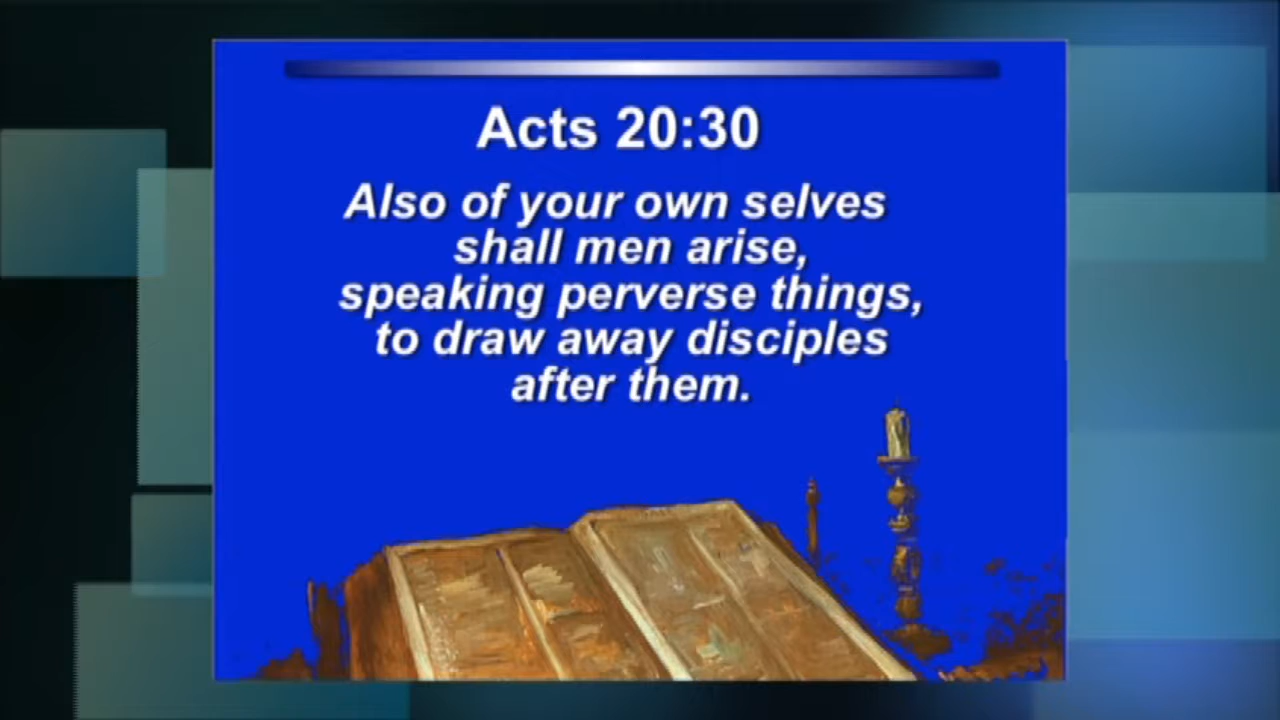 Acts 20:30
Also of your own selves
shall men arise,
speaking perverse things,
to draw away disciples
after them.